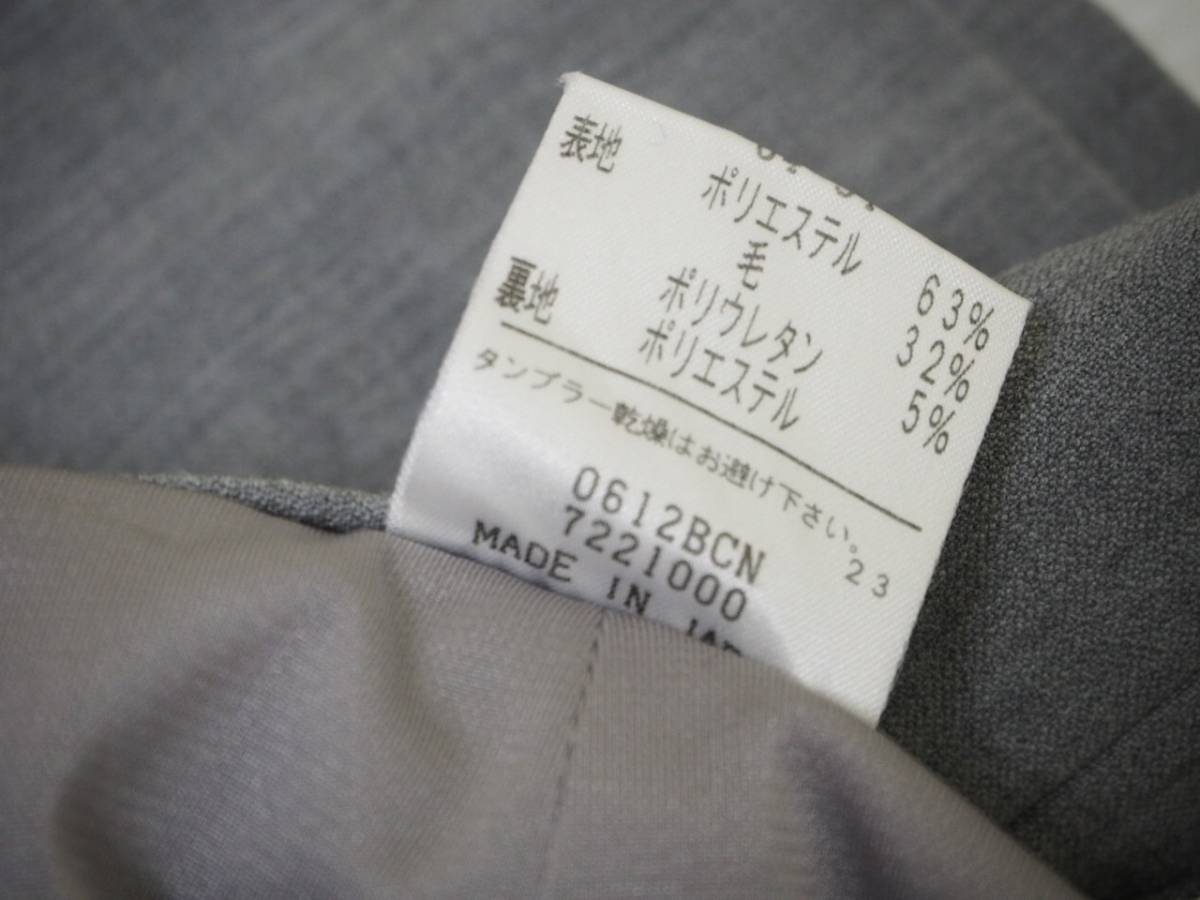 表地 ポリエステル 63%
毛 32%
ポリウレタン 5%
裏地 ポリエステル
タンブラー乾燥はお避け下さい。
23
0612BCN
7221000
MADE IN